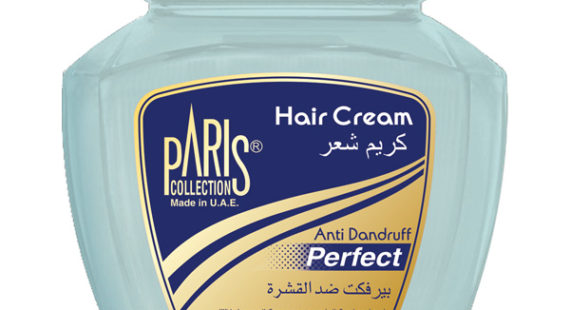 Hair Cream
كريم شعر
PARIS
COLLECTION®
Made in U.A.E.
Anti Dandruff
Perfect
بيرفكت ضد القشرة